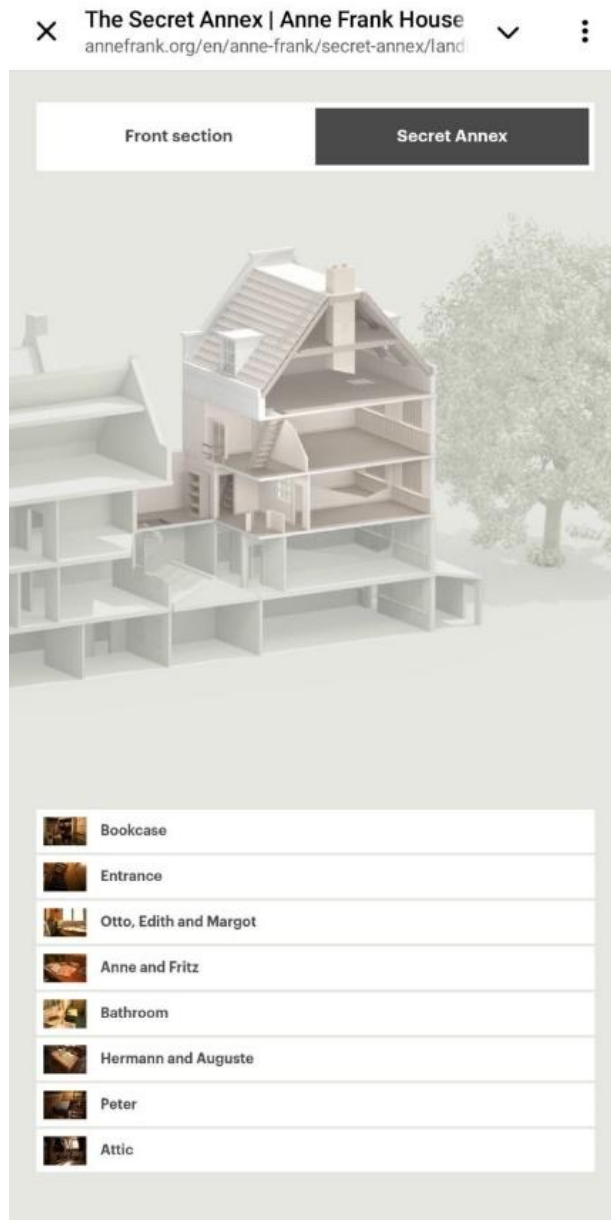 The Secret Annex | Anne Frank House
annefrank.org/en/anne-frank/secret-annex/land
Front section
Secret Annex
Bookcase
Entrance
Otto, Edith and Margot
Anne and Fritz
Bathroom
Hermann and Auguste
Peter
Attic